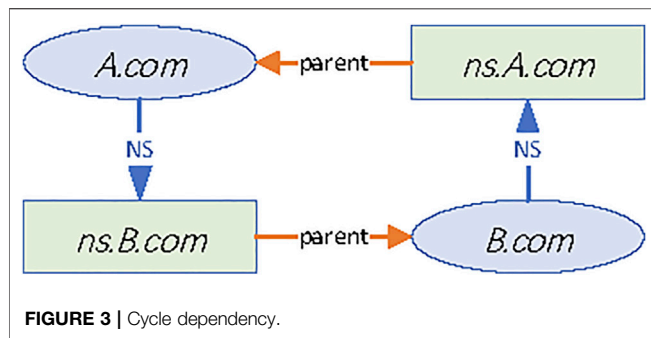 A.com
parent
ns.A.com
NS
NS
ns.B.com
parent
B.com
FIGURE 3 | Cycle dependency.